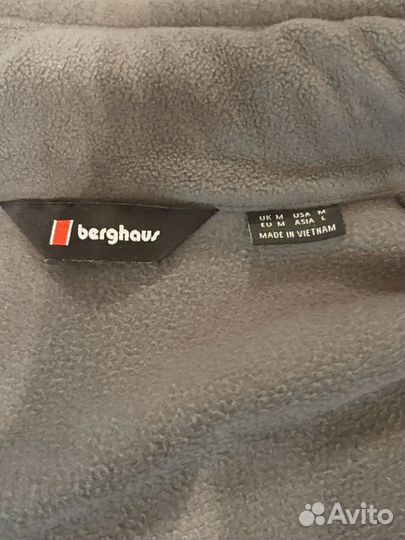 berghaus
UK M USA M
EU M ASIA L
MADE IN VIETNAM
Avito